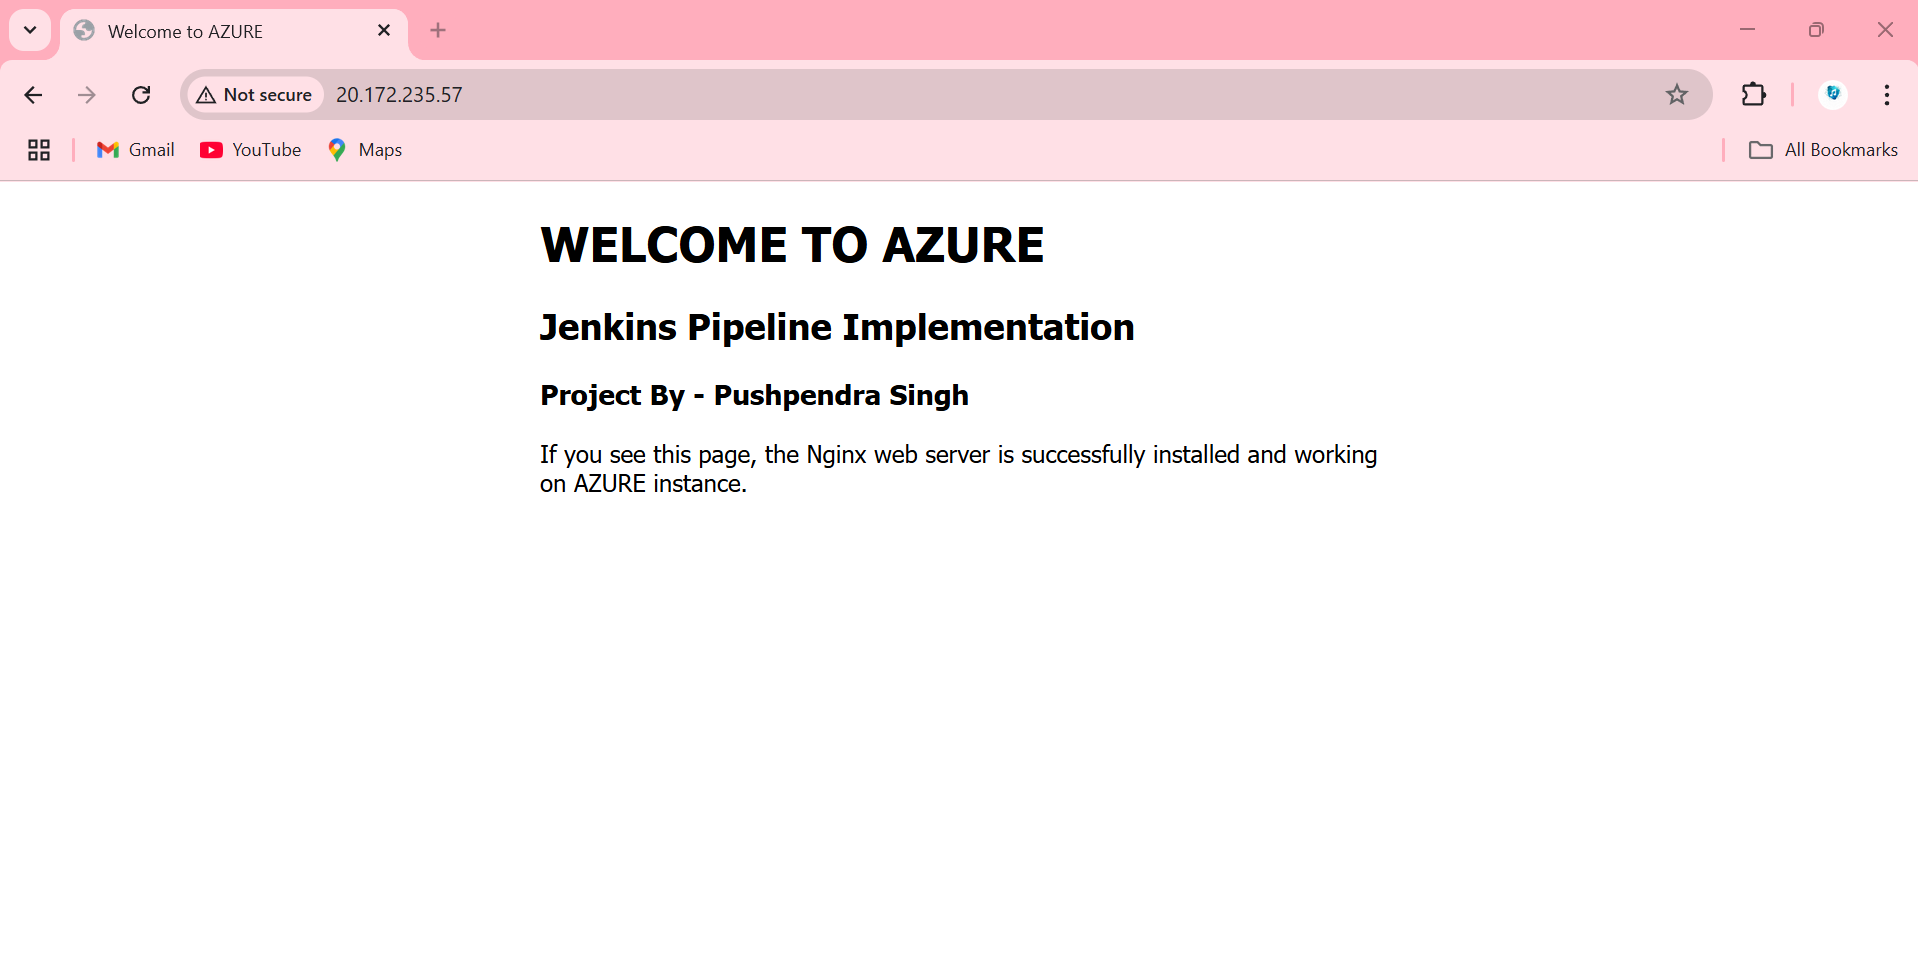 Welcome to AZURE
Not secure 20.172.235.57
Gmail YouTube Maps All Bookmarks
WELCOME TO AZURE
Jenkins Pipeline Implementation
Project By - Pushpendra Singh
If you see this page, the Nginx web server is successfully installed and working
on AZURE instance.